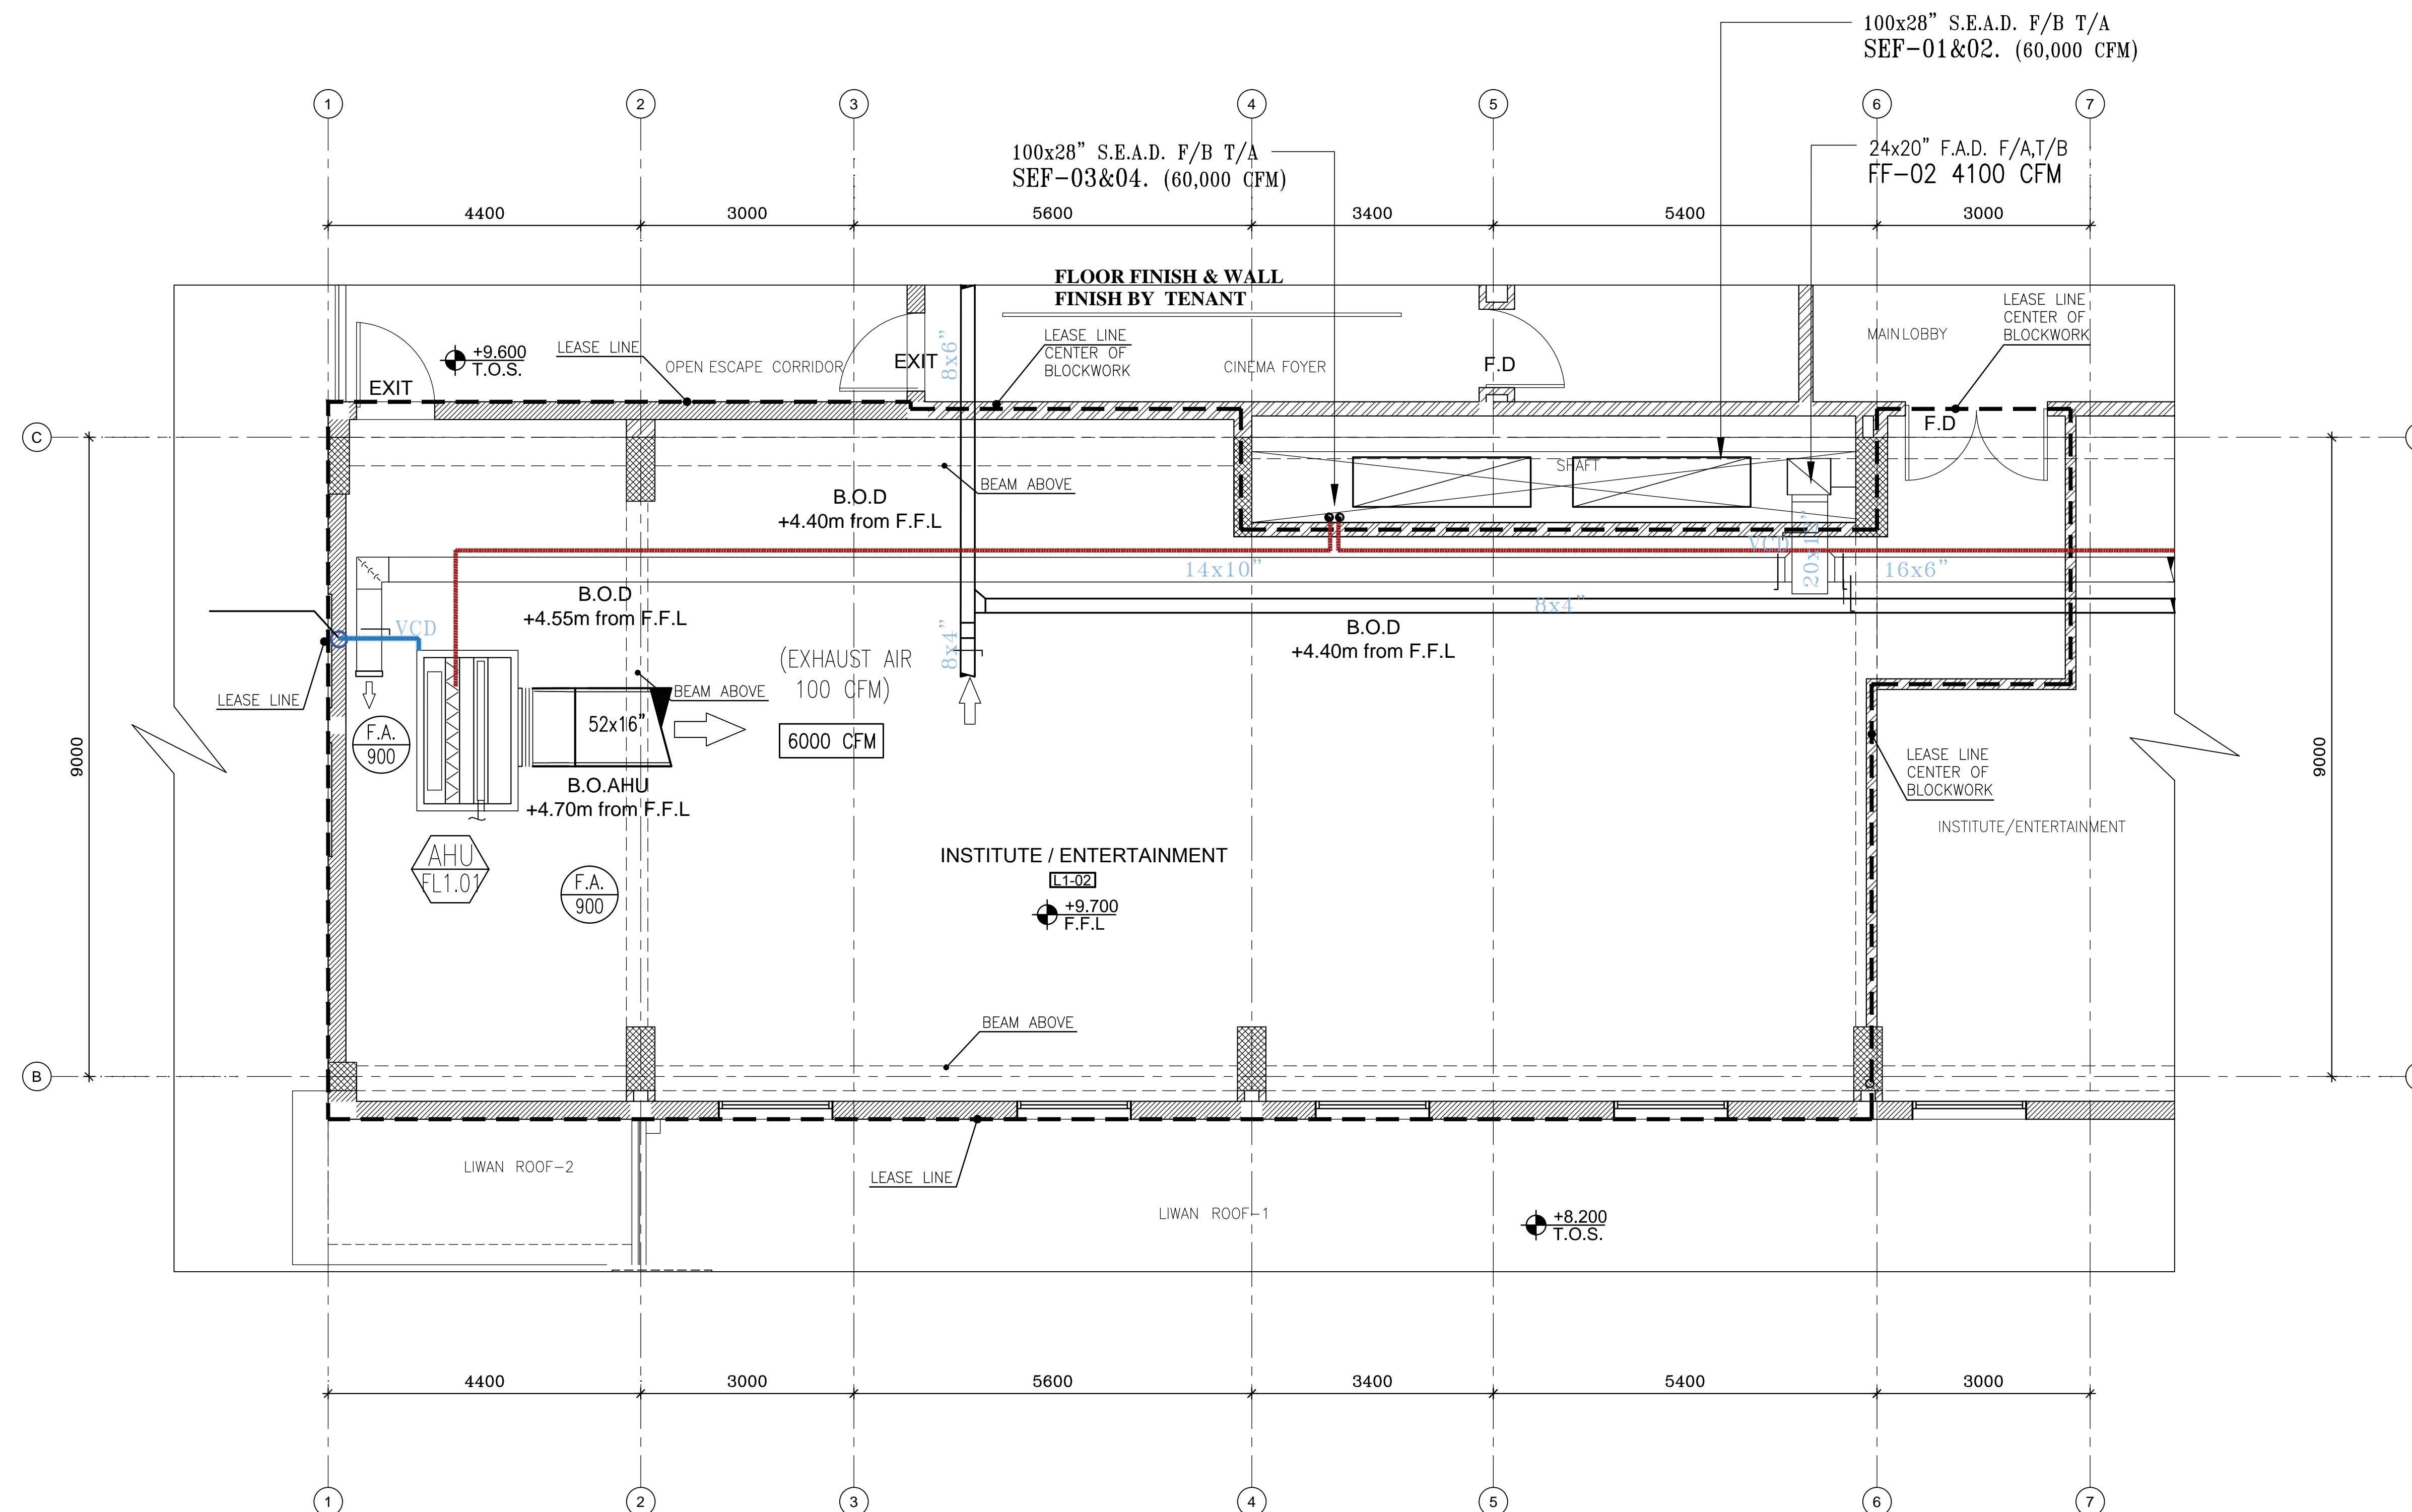 100x28” S.E.A.D. F/B T/A
SEF-01&02. (60,000 CFM)
1
2
3
4
5
6
7
100x28” S.E.A.D. F/B T/A
SEF-03&04. (60,000 CFM)
24x20” F.A.D. F/A,T/B
FF-02 4100 CFM
4400
3000
5600
3400
5400
3000
FLOOR FINISH & WALL
FINISH BY TENANT
LEASE LINE
CENTER OF
BLOCKWORK
LEASE LINE
CENTER OF
BLOCKWORK
MAIN LOBBY
+9.600
T.O.S.
LEASE LINE
OPEN ESCAPE CORRIDOR
EXIT
EXIT
8x6”
CINEMA FOYER
F.D
F.D
C
SHAFT
BEAM ABOVE
B.O.D
+4.40m from F.F.L
VCD
14x10”
16x6”
B.O.D
+4.55m from F.F.L
8x4”
VCD
8x4”
B.O.D
+4.40m from F.F.L
(EXHAUST AIR
100 CFM)
BEAM ABOVE
LEASE LINE
52x16”
6000 CFM
F.A.
900
B.O.AHU
+4.70m from F.F.L
9000
9000
LEASE LINE
CENTER OF
BLOCKWORK
INSTITUTE/ENTERTAINMENT
AHU
FL1.01
F.A.
900
INSTITUTE / ENTERTAINMENT
L1-02
+9.700
F.F.L
BEAM ABOVE
B
LIWAN ROOF-2
LEASE LINE
LIWAN ROOF-1
+8.200
T.O.S.
4400
3000
5600
3400
5400
3000
1
2
3
4
5
6
7